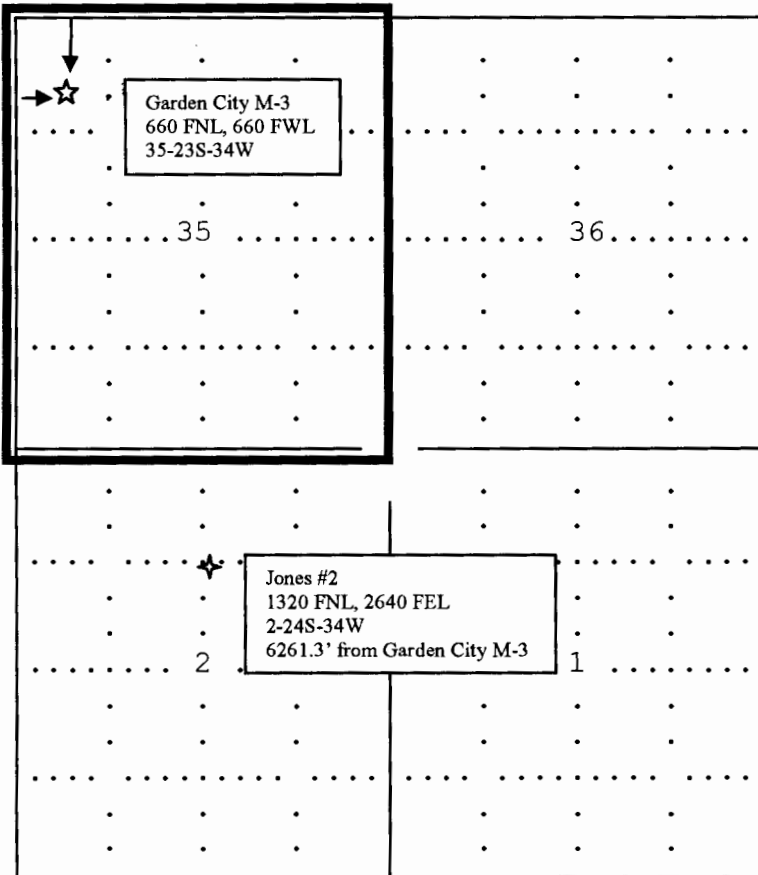 Garden City M-3
660 FNL, 660 FWL
35-23S-34W
35
36
Jones #2
1320 FNL, 2640 FEL
2-24S-34W
6261.3' from Garden City M-3
2
1